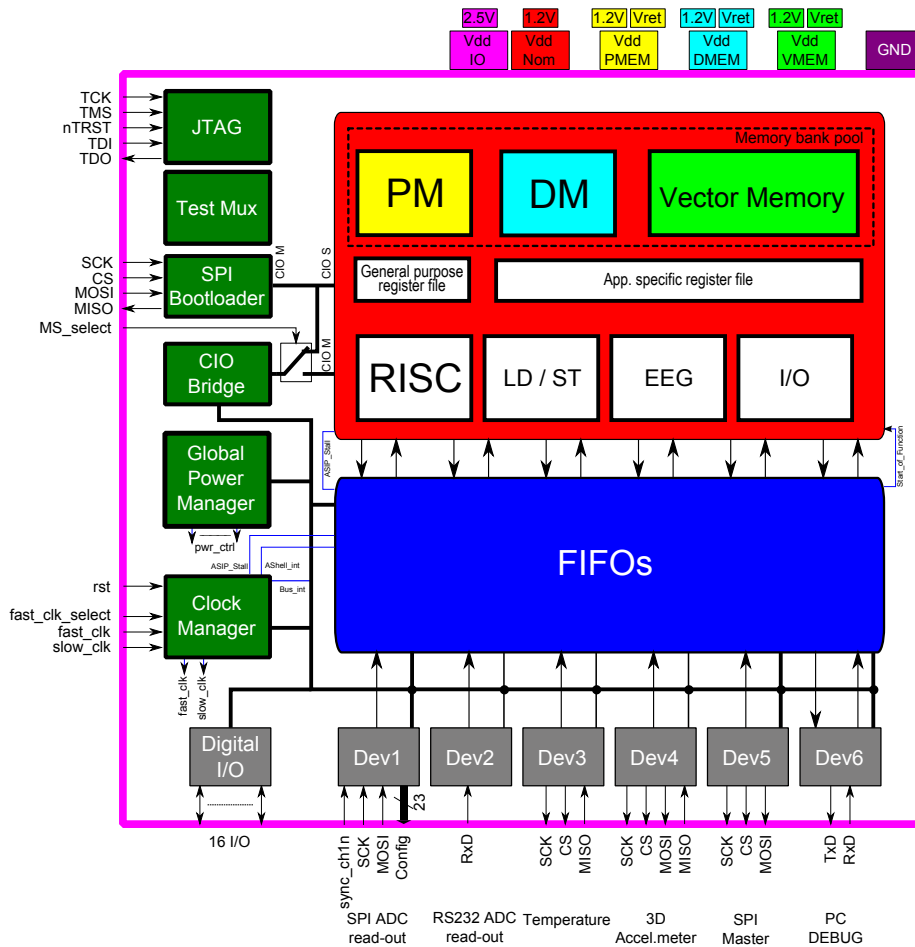 2.5V
1.2V
1.2V Vret
1.2V Vret
1.2V Vret
Vdd IO
Vdd Nom
Vdd PMEM
Vdd DMEM
Vdd VMEM
GND
TCK
TMS
nTRST
TDI
TDO
JTAG
Test Mux
Memory bank pool
PM
DM
Vector Memory
SCK
CS
MOSI
MISO
SPI
Bootloader
CIO M
CIO S
General purpose
register file
App. specific register file
MS_select
CIO M
CIO
Bridge
RISC
LD / ST
EEG
I/O
ASIP_Stall
Start_of_Function
Global
Power
Manager
pwr_ctrl
ASIP_Stall
AShell_int
Bus_int
FIFOs
rst
fast_clk_select
fast_clk
slow_clk
Clock
Manager
fast_clk
slow_clk
Digital
I/O
Dev1
Dev2
Dev3
Dev4
Dev5
Dev6
23
16 I/O
sync_ch1n
SCK
MOSI
Config
RxD
SCK
CS
MISO
SCK
CS
MOSI
MISO
SCK
CS
MOSI
TxD
RxD
SPI ADC
read-out
RS232 ADC
read-out
Temperature
3D
Accel.meter
SPI
Master
PC
DEBUG